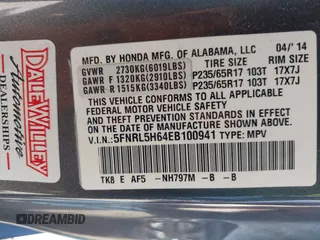 MFD. BY HONDA MFG. OF ALABAMA, LLC 04/'14
GVWR 2730KG(6019LBS) TIRE SIZE RIM SIZE
GAWR F 1320KG(2910LBS) P235/65R17 103T 17X7J
GAWR R 1515KG(3340LBS) P235/65R17 103T 17X7J
THIS VEHICLE CONFORMS TO ALL APPLICABLE
FEDERAL MOTOR VEHICLE SAFETY, BUMPER,
AND THEFT PREVENTION STANDARDS IN EFFECT
ON THE DATE OF MANUFACTURE SHOWN ABOVE.
V.I.N: 5FNRL5H64EB100941 TYPE: MPV
TK8 E AF5 -NH797M- B - B
DALE WILLEY
Automotive
DEALERSHIPS
DREAMBID